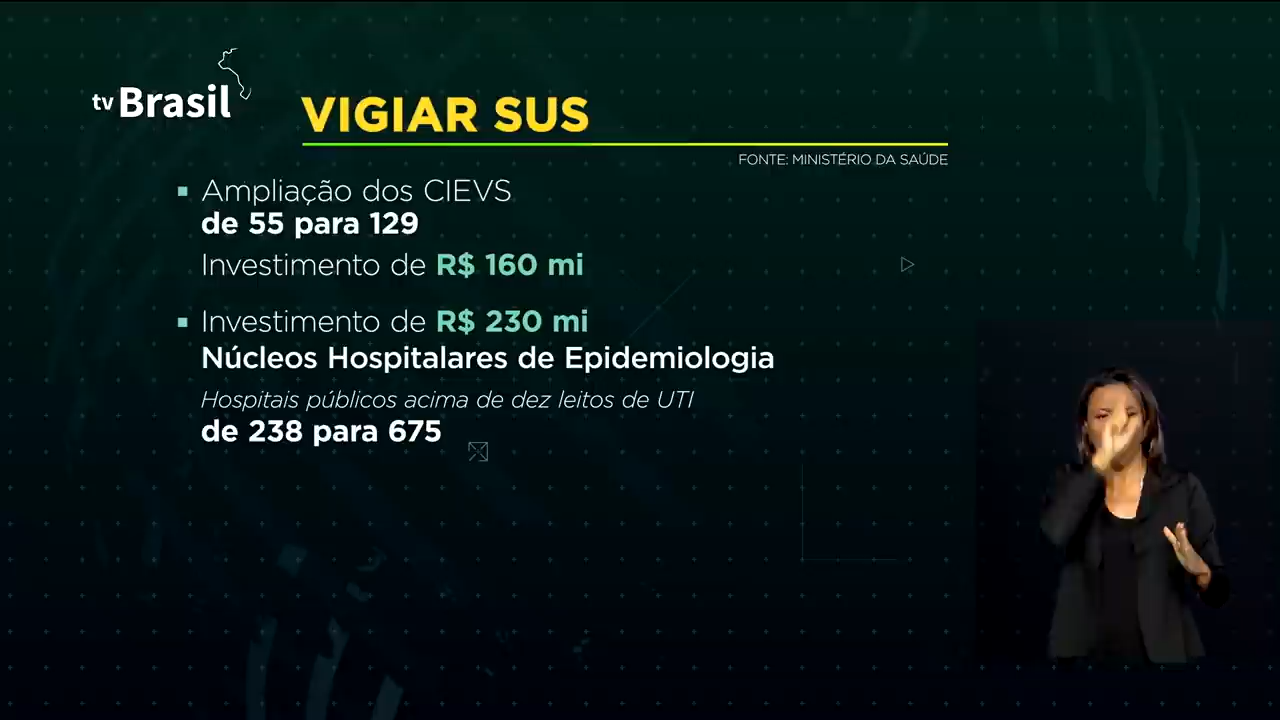 tv Brasil
VIGIAR SUS
FONTE: MINISTÉRIO DA SAÚDE
Ampliação dos CIEVS
de 55 para 129
Investimento de R$ 160 mi
Investimento de R$ 230 mi
Núcleos Hospitalares de Epidemiologia
Hospitais públicos acima de dez leitos de UTI
de 238 para 675